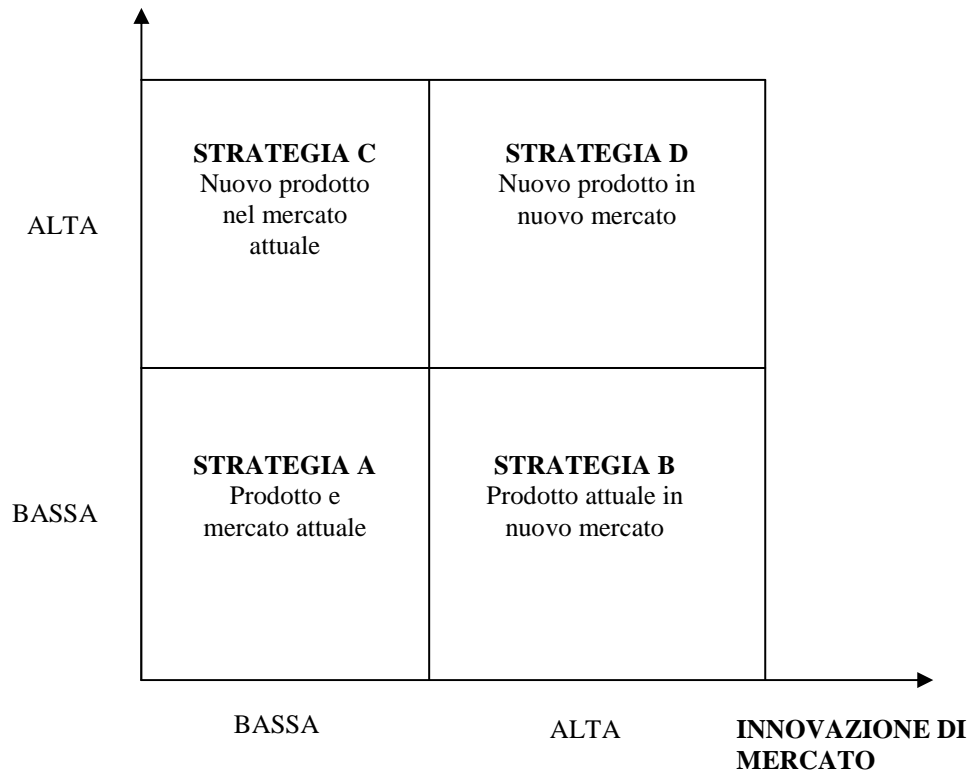 STRATEGIA C
Nuovo prodotto
nel mercato
attuale
STRATEGIA D
Nuovo prodotto in
nuovo mercato
ALTA
STRATEGIA A
Prodotto e
mercato attuale
STRATEGIA B
Prodotto attuale in
nuovo mercato
BASSA
BASSA
ALTA
INNOVAZIONE DI
MERCATO